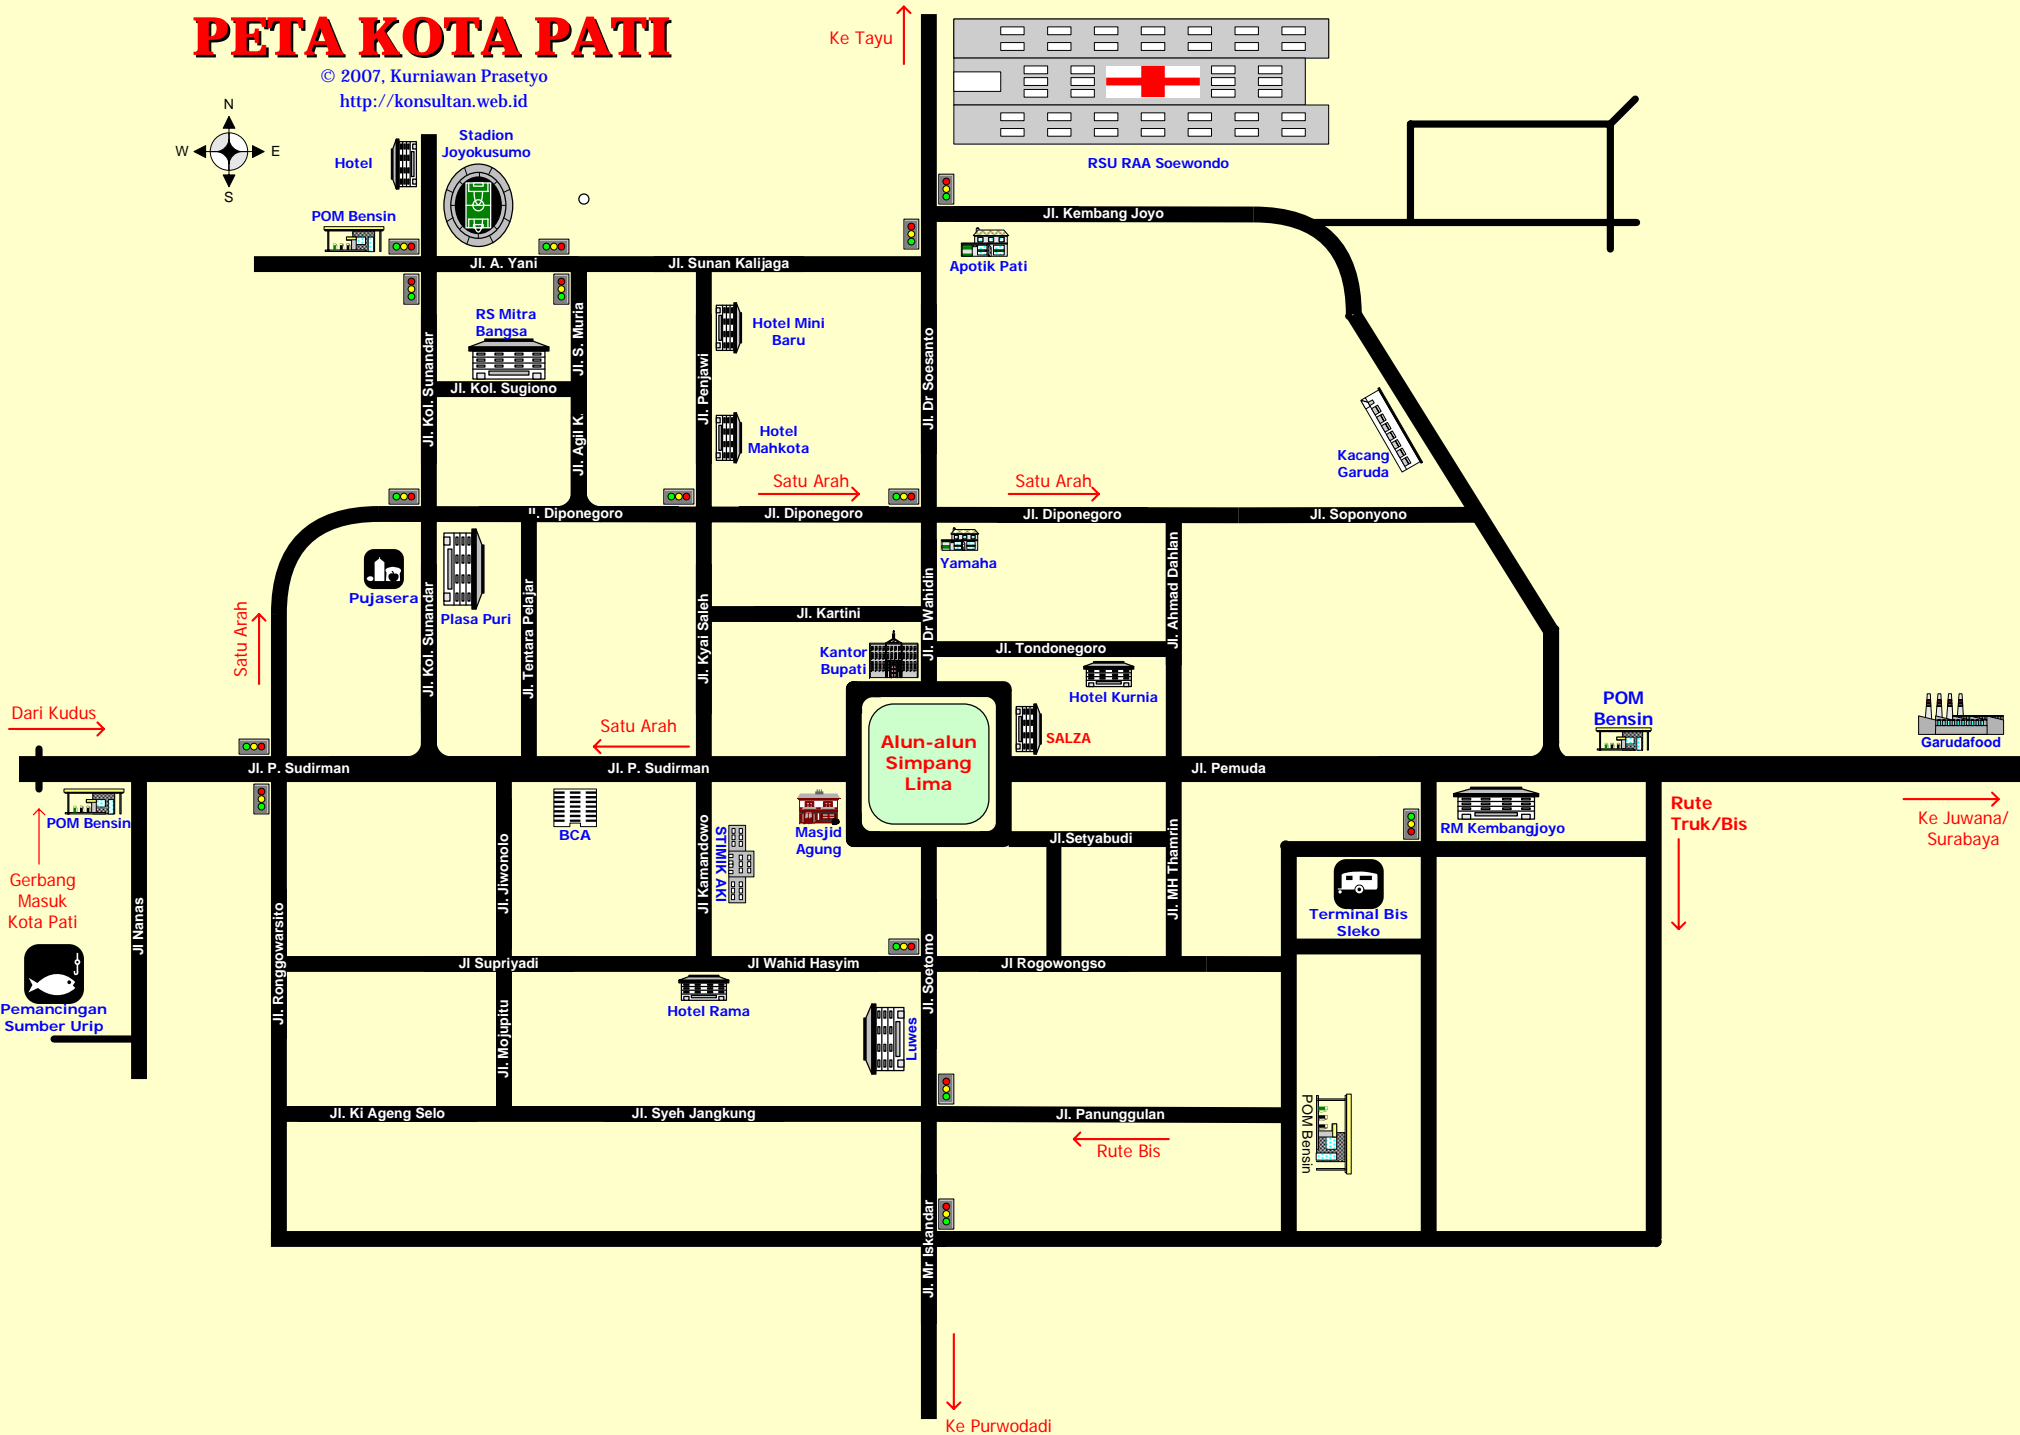 PETA KOTA PATI
© 2007, Kurniawan Prasetyo
http://konsultan.web.id
Ke Tayu
N
W
E
S
Hotel
Stadion
Joyokusumo
RSU RAA Soewondo
POM Bensin
Jl. Kembang Joyo
Apotik Pati
Jl. A. Yani
Jl. Sunan Kalijaga
RS Mitra
Bangsa
Hotel Mini
Baru
Jl. S. Muria
Jl. Kol. Sunandar
Jl. Penjawi
Jl. Dr Soesanto
Jl. Kol. Sugiono
Jl. Agil K.
Hotel
Mahkota
Kacang
Garuda
Satu Arah
Satu Arah
Jl. Diponegoro
Jl. Diponegoro
Jl. Diponegoro
Jl. Soponyono
Yamaha
Pujasera
Plasa Puri
Jl. Kol. Sunandar
Jl. Tentara Pelajar
Jl. Kyai Saleh
Jl. Kartini
Jl. Dr Wahidin
Jl. Ahmad Dahlan
Satu Arah
Kantor
Bupati
Jl. Tondonegoro
Hotel Kurnia
Dari Kudus
Satu Arah
SALZA
POM
Bensin
Garudafood
Alun-alun
Simpang
Lima
Jl. P. Sudirman
Jl. P. Sudirman
Jl. Pemuda
POM Bensin
BCA
STIMIK AKI
Masjid
Agung
Jl.Setyabudi
RM Kembangjoyo
Rute
Truk/Bis
Ke Juwana/
Surabaya
Gerbang
Masuk
Kota Pati
Jl Nanas
Jl. Ronggowarsito
Jl. Jiwonolo
Jl Kamandowo
Jl. MH Thamrin
Terminal Bis
Sleko
Jl Supriyadi
Jl Wahid Hasyim
Jl. Soetomo
Jl Rogowongso
Pemancingan
Sumber Urip
Hotel Rama
Luwes
Jl. Mojupitu
Jl. Ki Ageng Selo
Jl. Syeh Jangkung
Jl. Panunggulan
Rute Bis
POM Bensin
Jl. Mr Iskandar
Ke Purwodadi